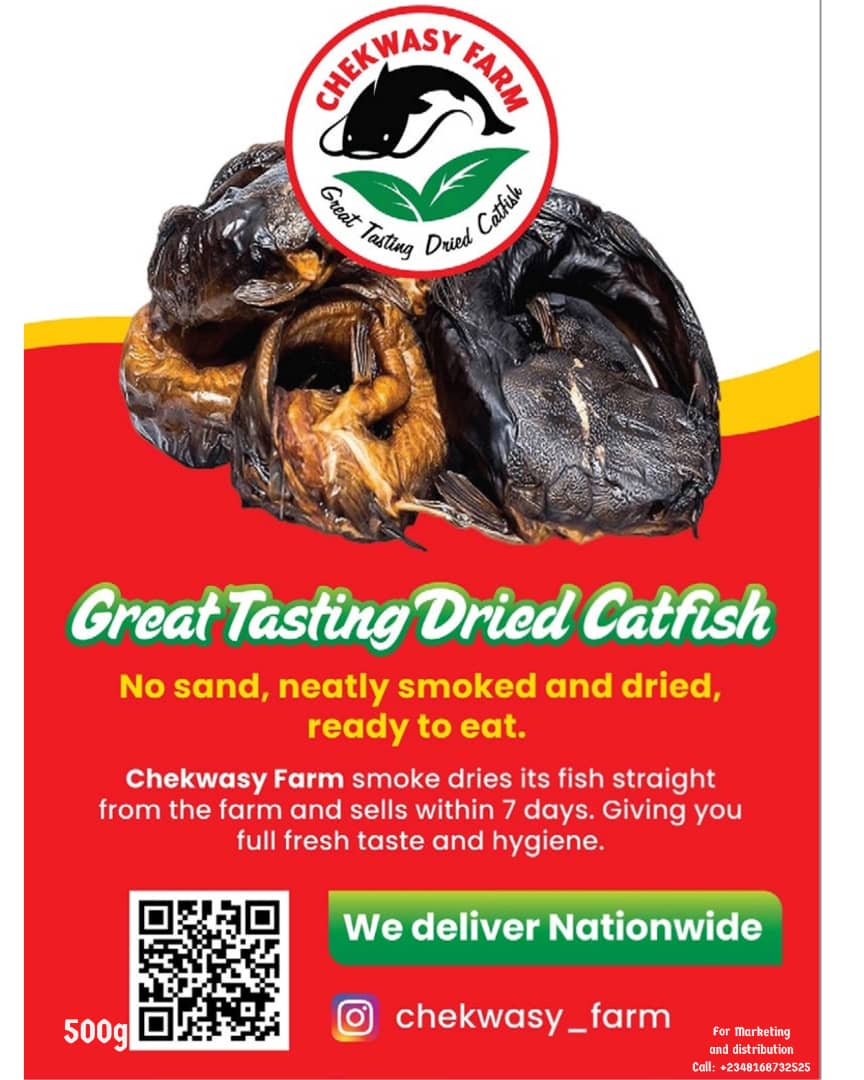 CHEKWASY FARM
Great Tasting Dried Catfish
Great Tasting Dried Catfish
No sand, neatly smoked and dried,
ready to eat.
Chekwasy Farm smoke dries its fish straight
from the farm and sells within 7 days. Giving you
full fresh taste and hygiene.
We deliver Nationwide
chekwasy_farm
500g
For Marketing
and distribution
Call: +2348168732525